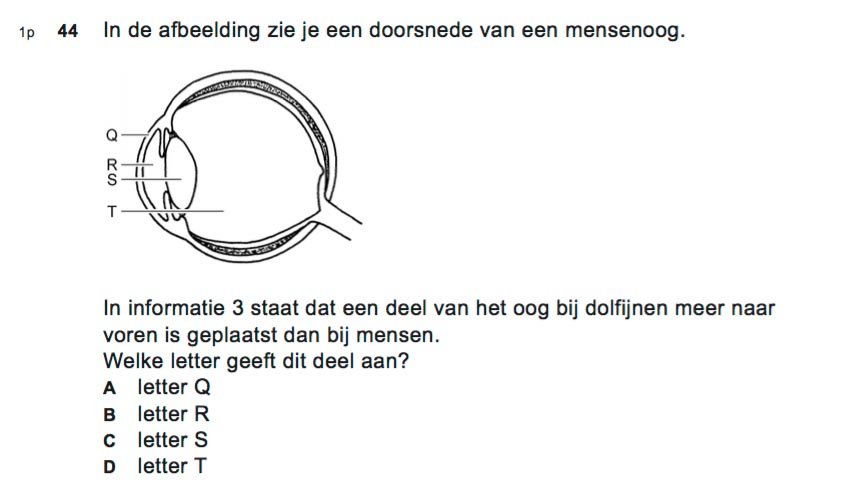 1p 44 In de afbeelding zie je een doorsnede van een mensenoog.
Q
R
S
T
In informatie 3 staat dat een deel van het oog bij dolfijnen meer naar
voren is geplaatst dan bij mensen.
Welke letter geeft dit deel aan?
A letter Q
B letter R
C letter S
D letter T